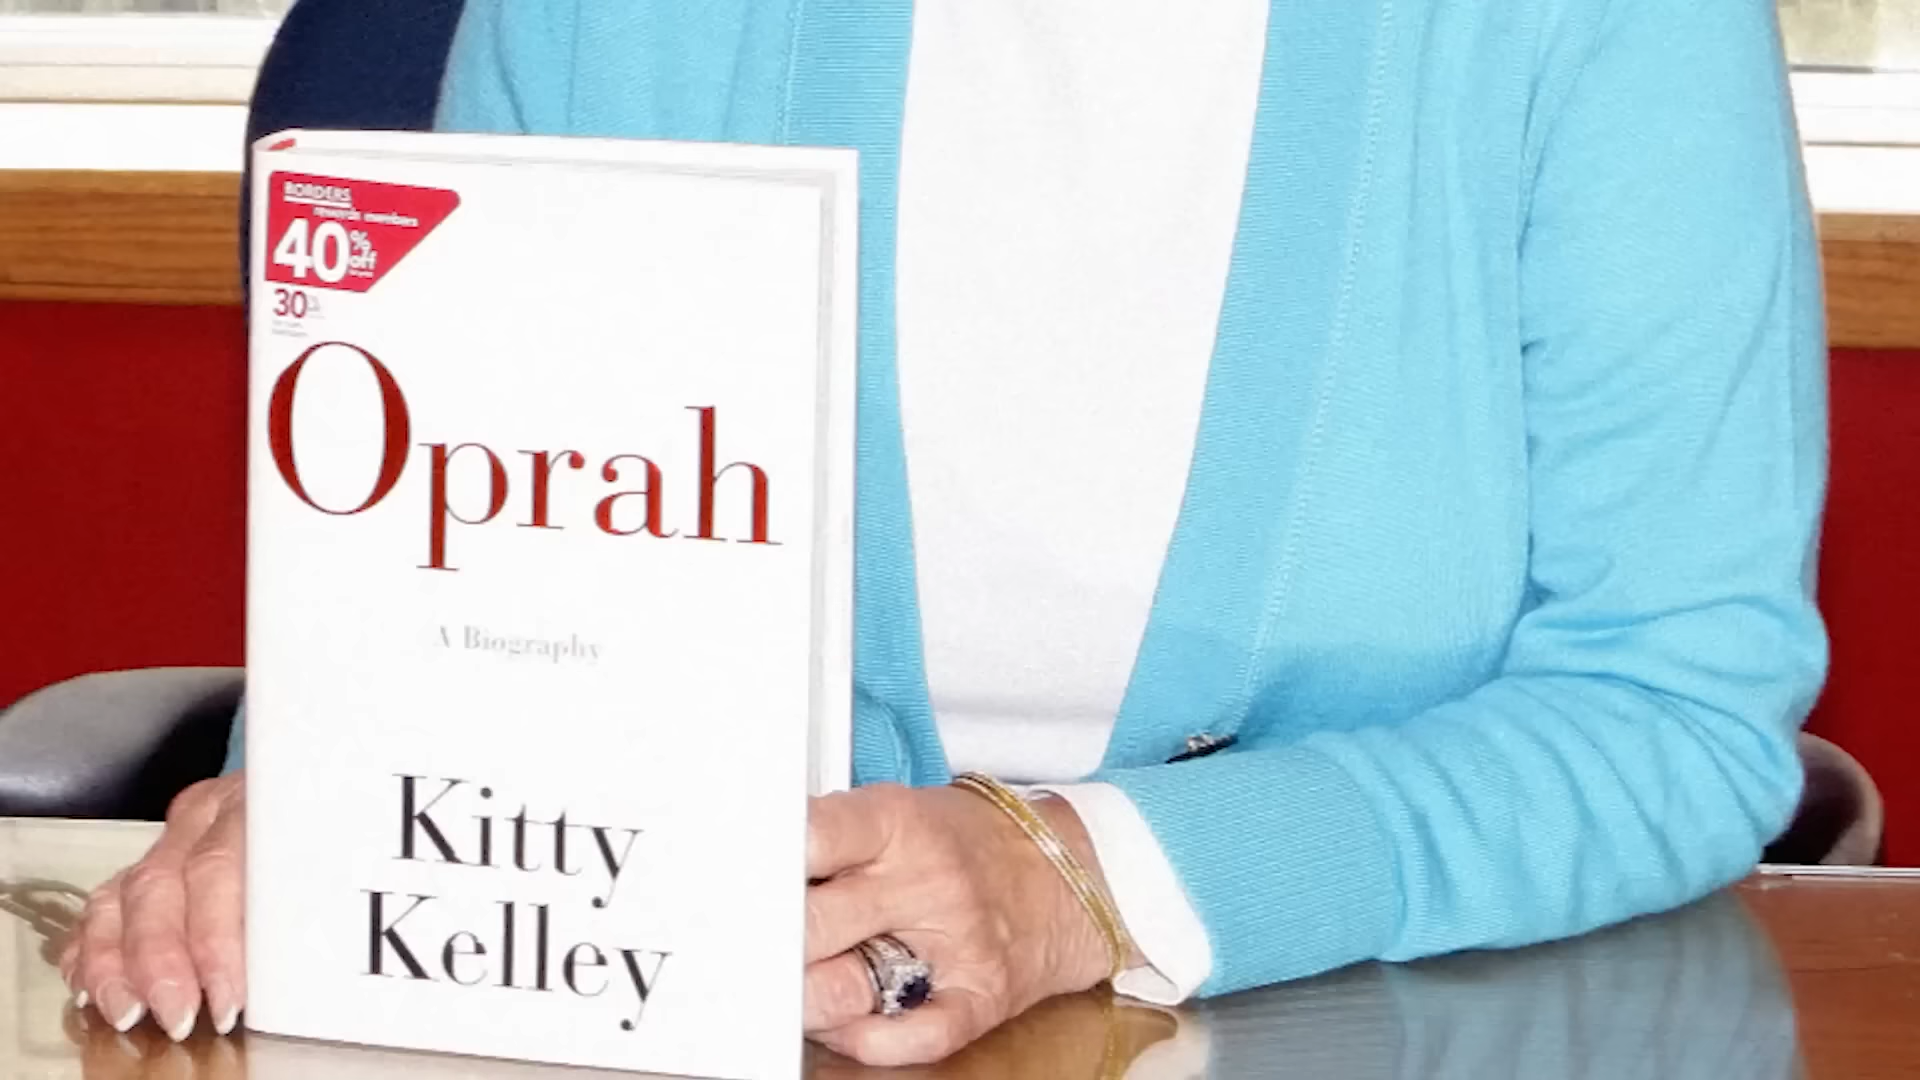 BORDERS
rewards members
40% off
30%
Oprah
A Biography
Kitty
Kelley